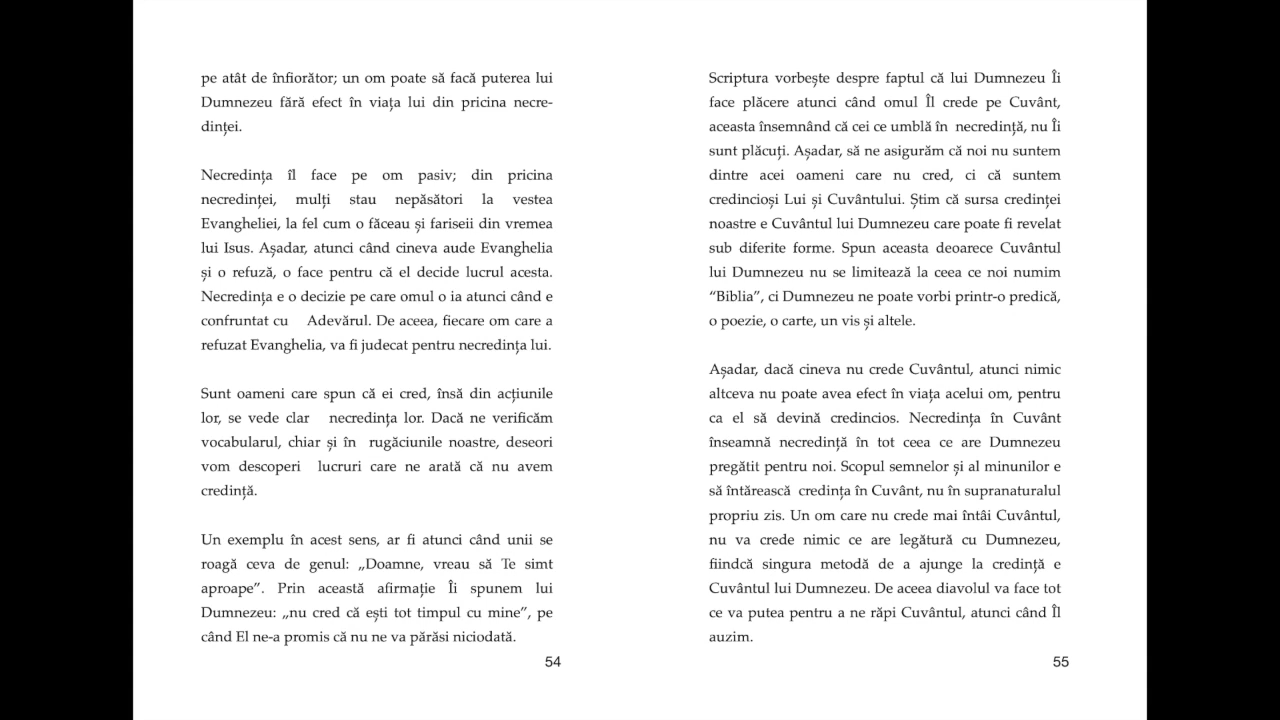 pe atât de înfiorător; un om poate să facă puterea lui
Dumnezeu fără efect în viața lui din pricina necre-
dinței.
Necredința îl face pe om pasiv; din pricina
necredinței, mulți stau nepăsători la vestea
Evangheliei, la fel cum o făceau și fariseii din vremea
lui Isus. Așadar, atunci când cineva aude Evanghelia
și o refuză, o face pentru că el decide lucrul acesta.
Necredința e o decizie pe care omul o ia atunci când e
confruntat cu Adevărul. De aceea, fiecare om care a
refuzat Evanghelia, va fi judecat pentru necredința lui.
Sunt oameni care spun că ei cred, însă din acțiunile
lor, se vede clar necredința lor. Dacă ne verificăm
vocabularul, chiar și în rugăciunile noastre, deseori
vom descoperi lucruri care ne arată că nu avem
credință.
Un exemplu în acest sens, ar fi atunci când unii se
roagă ceva de genul: „Doamne, vreau să Te simt
aproape”. Prin această afirmație Îi spunem lui
Dumnezeu: „nu cred că ești tot timpul cu mine”, pe
când El ne-a promis că nu ne va părăsi niciodată.
54
Scriptura vorbește despre faptul că lui Dumnezeu Îi
face plăcere atunci când omul Îl crede pe Cuvânt,
aceasta însemnând că cei ce umblă în necredință, nu Îi
sunt plăcuți. Așadar, să ne asigurăm că noi nu suntem
dintre acei oameni care nu cred, ci că suntem
credincioși Lui și Cuvântului. Știm că sursa credinței
noastre e Cuvântul lui Dumnezeu care poate fi revelat
sub diferite forme. Spun aceasta deoarece Cuvântul
lui Dumnezeu nu se limitează la ceea ce noi numim
“Biblia”, ci Dumnezeu ne poate vorbi printr-o predică,
o poezie, o carte, un vis și altele.
Așadar, dacă cineva nu crede Cuvântul, atunci nimic
altceva nu poate avea efect în viața acelui om, pentru
ca el să devină credincios. Necredința în Cuvânt
înseamnă necredință în tot ceea ce are Dumnezeu
pregătit pentru noi. Scopul semnelor și al minunilor e
să întărească credința în Cuvânt, nu în supranaturalul
propriu zis. Un om care nu crede mai întâi Cuvântul,
nu va crede nimic ce are legătură cu Dumnezeu,
fiindcă singura metodă de a ajunge la credință e
Cuvântul lui Dumnezeu. De aceea diavolul va face tot
ce va putea pentru a ne răpi Cuvântul, atunci când Îl
auzim.
55